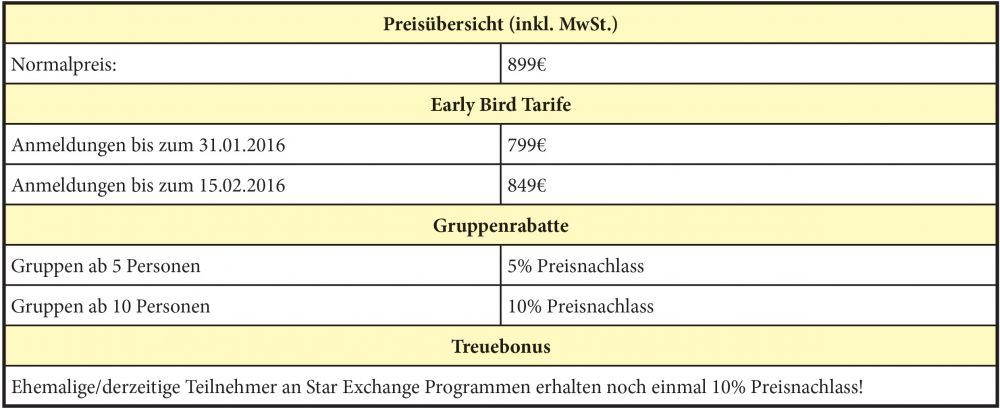 Preisübersicht (inkl. MwSt.)
Normalpreis: 899€
Early Bird Tarife
Anmeldungen bis zum 31.01.2016 799€
Anmeldungen bis zum 15.02.2016 849€
Gruppenrabatte
Gruppen ab 5 Personen 5% Preisnachlass
Gruppen ab 10 Personen 10% Preisnachlass
Treuebonus
Ehemalige/derzeitige Teilnehmer an Star Exchange Programmen erhalten noch einmal 10% Preisnachlass!